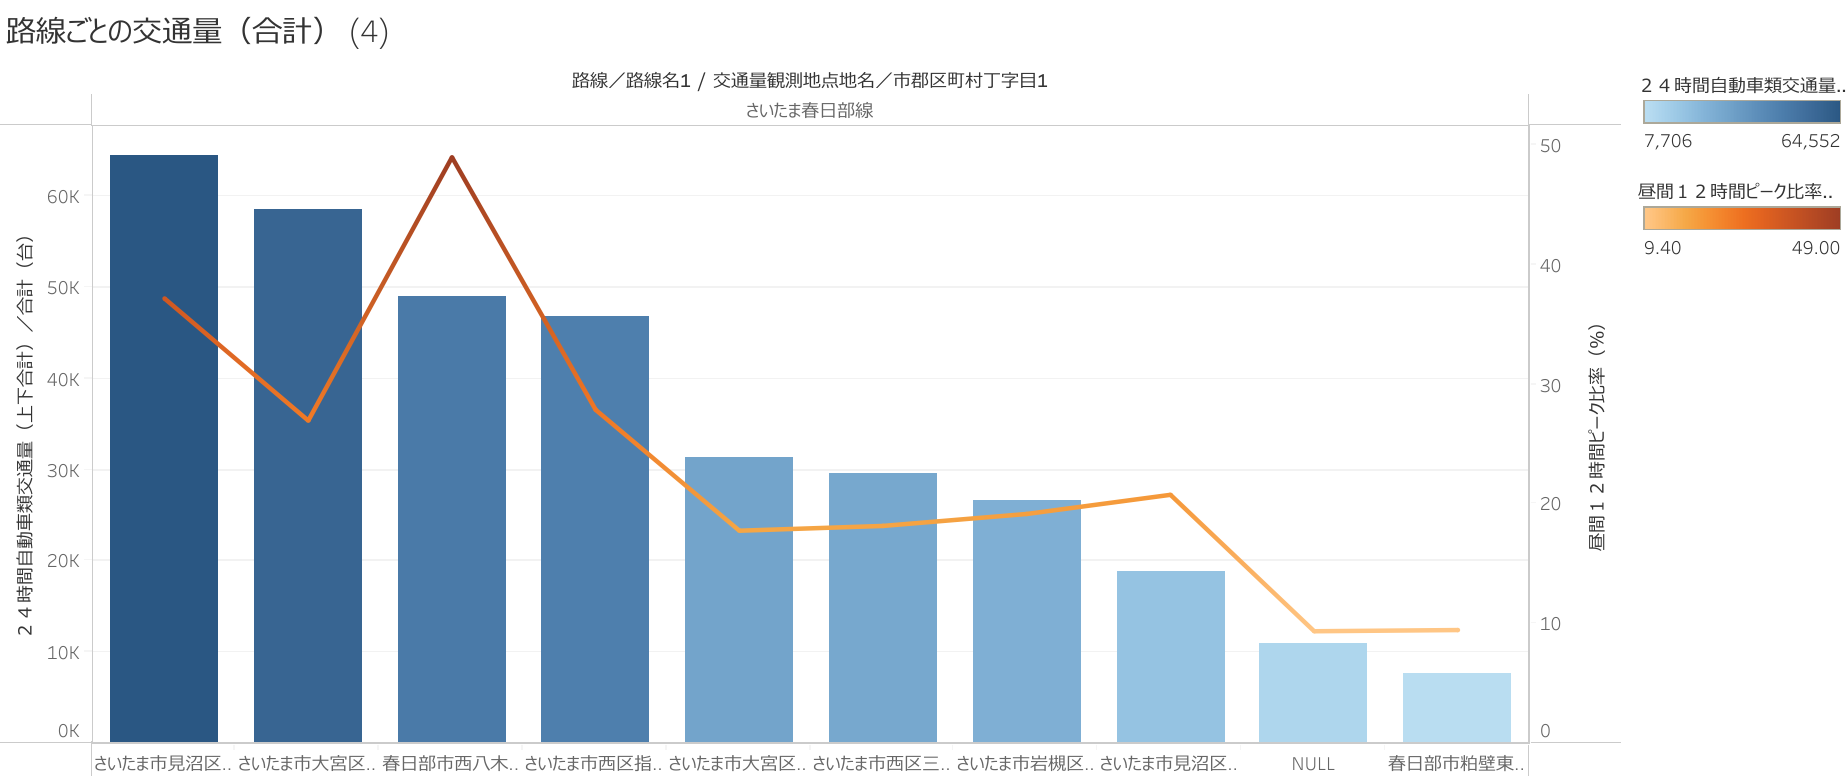 路線ごとの交通量（合計） (4)
路線／路線名1 / 交通量観測地点地名／市郡区町村丁字目1
さいたま春日部線
２４時間自動車類交通量（上下合計）／合計（台）
60K
50K
40K
30K
20K
10K
0K
50
40
30
20
10
0
昼間１２時間ピーク比率（%）
さいたま市見沼区.. さいたま市大宮区.. 春日部市西八木.. さいたま市西区指.. さいたま市大宮区.. さいたま市西区三.. さいたま市岩槻区.. さいたま市見沼区.. NULL 春日部市粕壁東..
２４時間自動車類交通量..
7,706 64,552
昼間１２時間ピーク比率..
9.40 49.00